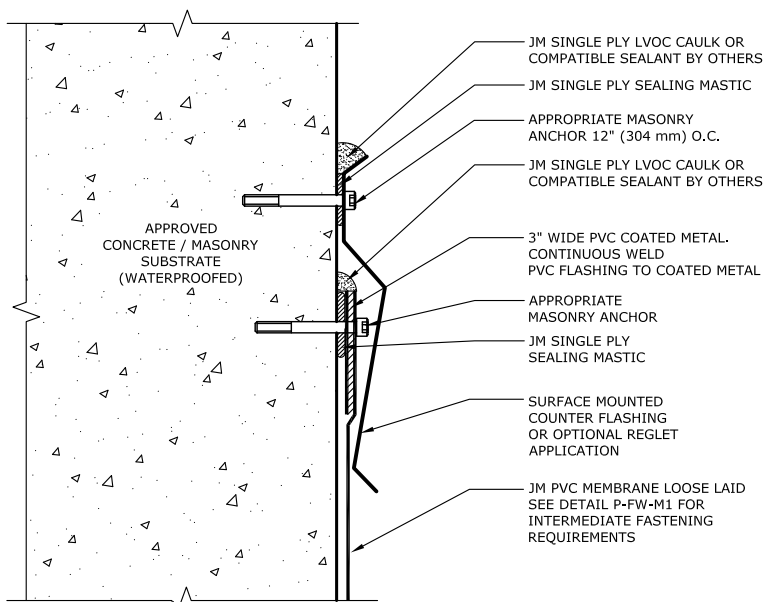 JM SINGLE PLY LVOC CAULK OR
COMPATIBLE SEALANT BY OTHERS
JM SINGLE PLY SEALING MASTIC
APPROPRIATE MASONRY
ANCHOR 12" (304 mm) O.C.
JM SINGLE PLY LVOC CAULK OR
COMPATIBLE SEALANT BY OTHERS
APPROVED
CONCRETE / MASONRY
SUBSTRATE
(WATERPROOFED)
3" WIDE PVC COATED METAL.
CONTINUOUS WELD
PVC FLASHING TO COATED METAL
APPROPRIATE
MASONRY ANCHOR
JM SINGLE PLY
SEALING MASTIC
SURFACE MOUNTED
COUNTER FLASHING
OR OPTIONAL REGLET
APPLICATION
JM PVC MEMBRANE LOOSE LAID
SEE DETAIL P-FW-M1 FOR
INTERMEDIATE FASTENING
REQUIREMENTS